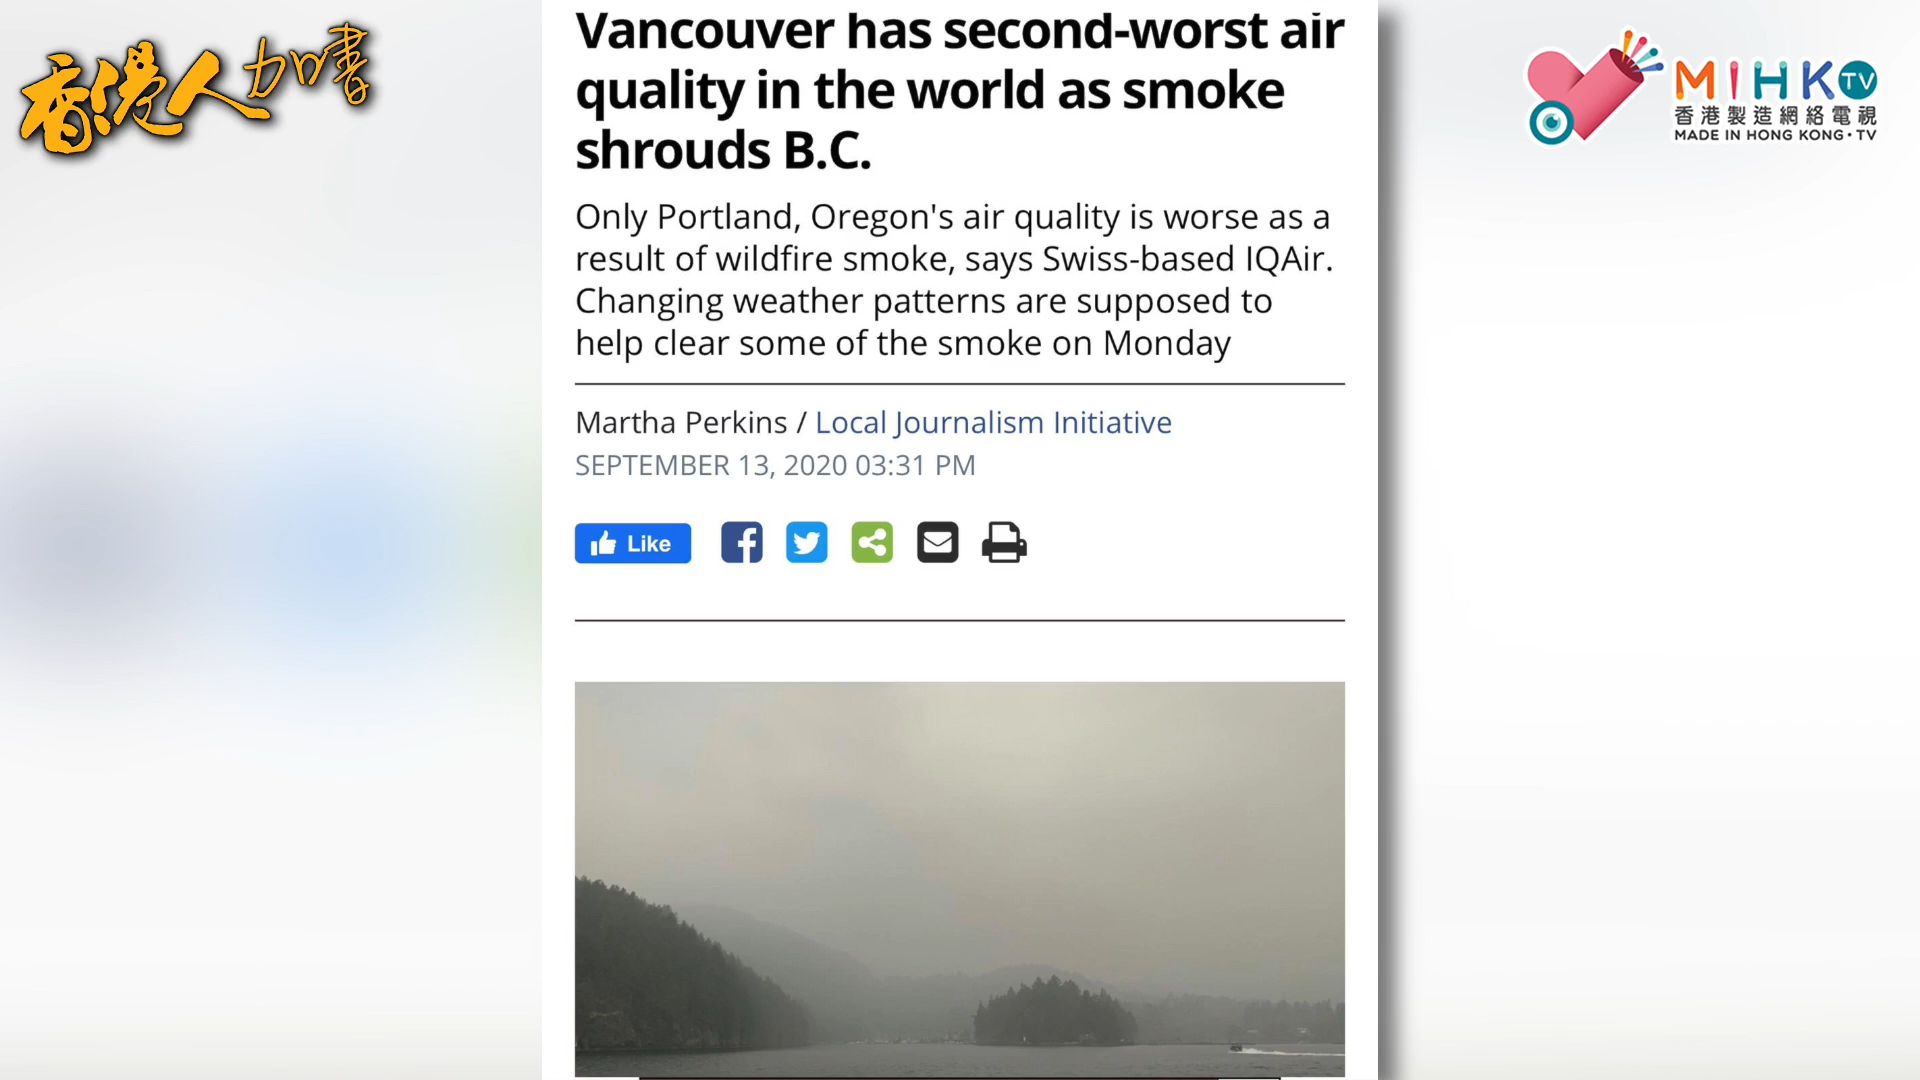 香港人加書
Vancouver has second-worst air
quality in the world as smoke
shrouds B.C.
Only Portland, Oregon's air quality is worse as a
result of wildfire smoke, says Swiss-based IQAir.
Changing weather patterns are supposed to
help clear some of the smoke on Monday
Martha Perkins / Local Journalism Initiative
SEPTEMBER 13, 2020 03:31 PM
Like
MIHK TV
香港製造網絡電視
MADE IN HONG KONG · TV